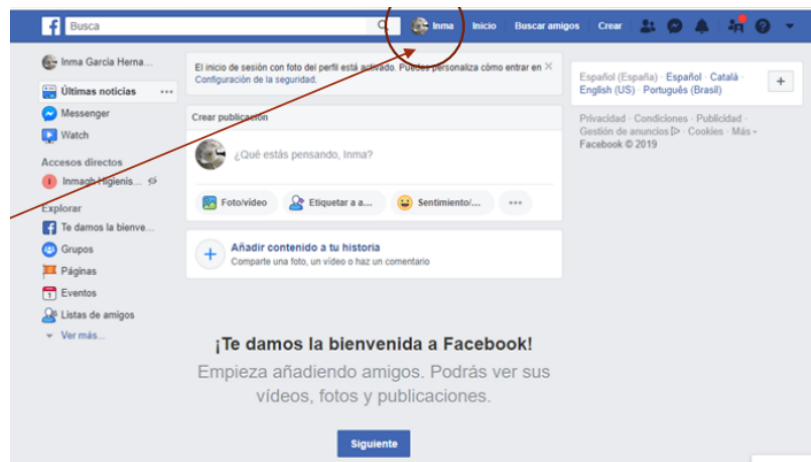 f
Busca
Inma
Inicio
Buscar amigos
Crear
Inma García Herna...
Últimas noticias
Messenger
Watch
Accesos directos
I Inmagh Higienis...
Explorar
Te damos la bienve...
Grupos
Páginas
Eventos
Listas de amigos
Ver más...
El inicio de sesión con foto del perfil está activado. Puedes personaliza cómo entrar en
Configuración de la seguridad.
Crear publicación
¿Qué estás pensando, Inma?
Foto/vídeo
Etiquetar a a...
Sentimiento/...
Añadir contenido a tu historia
Comparte una foto, un vídeo o haz un comentario
¡Te damos la bienvenida a Facebook!
Empieza añadiendo amigos. Podrás ver sus
vídeos, fotos y publicaciones.
Siguiente
Español (España) · Español · Català ·
English (US) · Português (Brasil)
Privacidad · Condiciones · Publicidad ·
Gestión de anuncios · Cookies · Más
Facebook © 2019